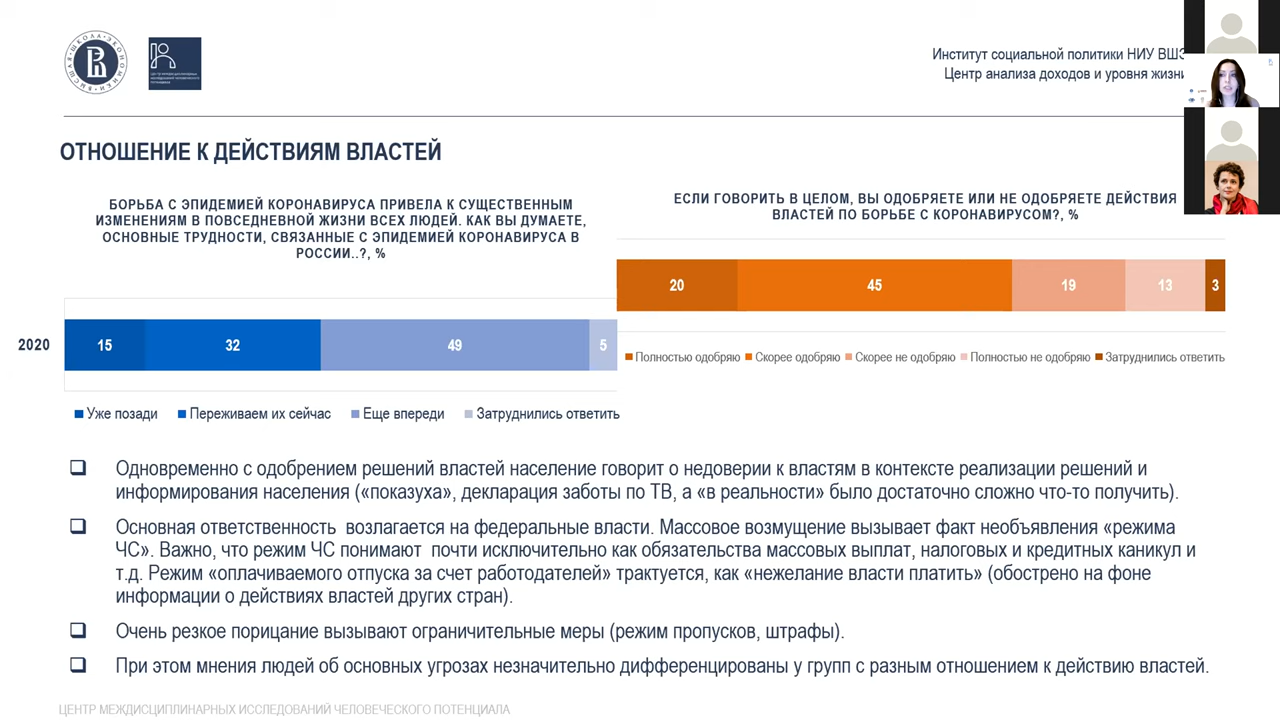 Институт социальной политики НИУ ВШЭ
Центр анализа доходов и уровня жизни
ОТНОШЕНИЕ К ДЕЙСТВИЯМ ВЛАСТЕЙ
БОРЬБА С ЭПИДЕМИЕЙ КОРОНАВИРУСА ПРИВЕЛА К СУЩЕСТВЕННЫМ
ИЗМЕНЕНИЯМ В ПОВСЕДНЕВНОЙ ЖИЗНИ ВСЕХ ЛЮДЕЙ. КАК ВЫ ДУМАЕТЕ,
ОСНОВНЫЕ ТРУДНОСТИ, СВЯЗАННЫЕ С ЭПИДЕМИЕЙ КОРОНАВИРУСА В
РОССИИ..?, %
2020
15 32 49 5
Уже позади Переживаем их сейчас Еще впереди Затруднились ответить
ЕСЛИ ГОВОРИТЬ В ЦЕЛОМ, ВЫ ОДОБРЯЕТЕ ИЛИ НЕ ОДОБРЯЕТЕ ДЕЙСТВИЯ
ВЛАСТЕЙ ПО БОРЬБЕ С КОРОНАВИРУСОМ?, %
20 45 19 13 3
Полностью одобряю Скорее одобряю Скорее не одобряю Полностью не одобряю Затруднились ответить
Одновременно с одобрением решений властей население говорит о недоверии к властям в контексте реализации решений и
информирования населения («показуха», декларация заботы по ТВ, а «в реальности» было достаточно сложно что-то получить).
Основная ответственность возлагается на федеральные власти. Массовое возмущение вызывает факт необъявления «режима
ЧС». Важно, что режим ЧС понимают почти исключительно как обязательства массовых выплат, налоговых и кредитных каникул и
т.д. Режим «оплачиваемого отпуска за счет работодателей» трактуется, как «нежелание власти платить» (обострено на фоне
информации о действиях властей других стран).
Очень резкое порицание вызывают ограничительные меры (режим пропусков, штрафы).
При этом мнения людей об основных угрозах незначительно дифференцированы у групп с разным отношением к действию властей.
ЦЕНТР МЕЖДИСЦИПЛИНАРНЫХ ИССЛЕДОВАНИЙ ЧЕЛОВЕЧЕСКОГО ПОТЕНЦИАЛА